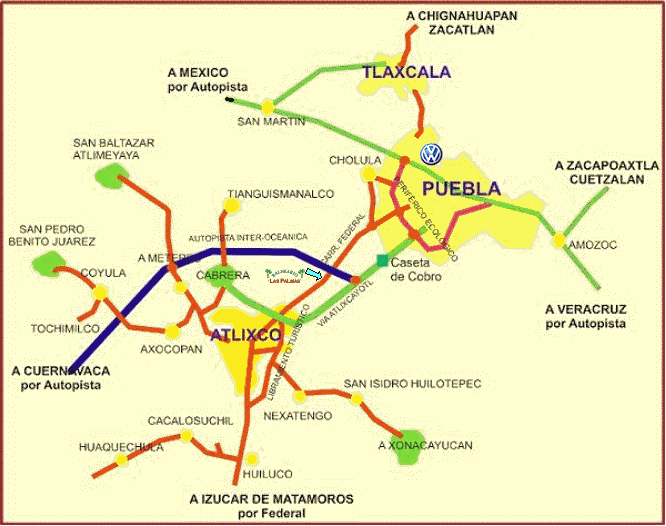 A CHIGNAHUAPAN
ZACATLAN
A MEXICO
por Autopista
TLAXCALA
SAN MARTIN
SAN BALTAZAR
ATLIMEYAYA
CHOLULA
A ZACAPOAXTLA
CUETZALAN
PUEBLA
TIANGUISMANALCO
PERIFERICO ECOLOGICO
SAN PEDRO
BENITO JUAREZ
AUTOPISTA INTER-OCEANICA
CARR. FEDERAL
AMOZOC
A METEPEC
COYULA
CABRERA
BALNEARIO
"LAS PALMAS"
Caseta
de Cobro
VIA ATLIXCAYOTL
A VERACRUZ
por Autopista
TOCHIMILCO
ATLIXCO
AXOCOPAN
LIBRAMIENTO TURISTICO
A CUERNAVACA
por Autopista
SAN ISIDRO HUILOTEPEC
NEXATENGO
CACALOSUCHIL
HUAQUECHULA
A XONACAYUCAN
HUILUCO
A IZUCAR DE MATAMOROS
por Federal